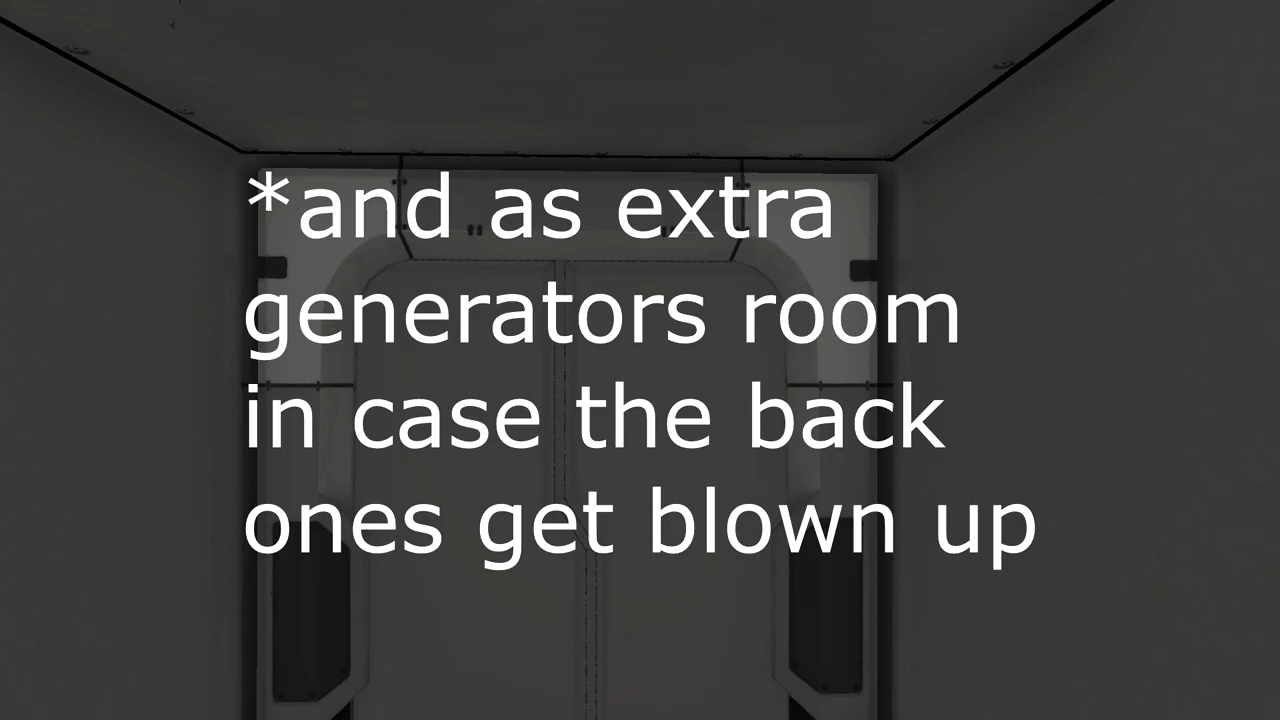 *and as extra
generators room
in case the back
ones get blown up